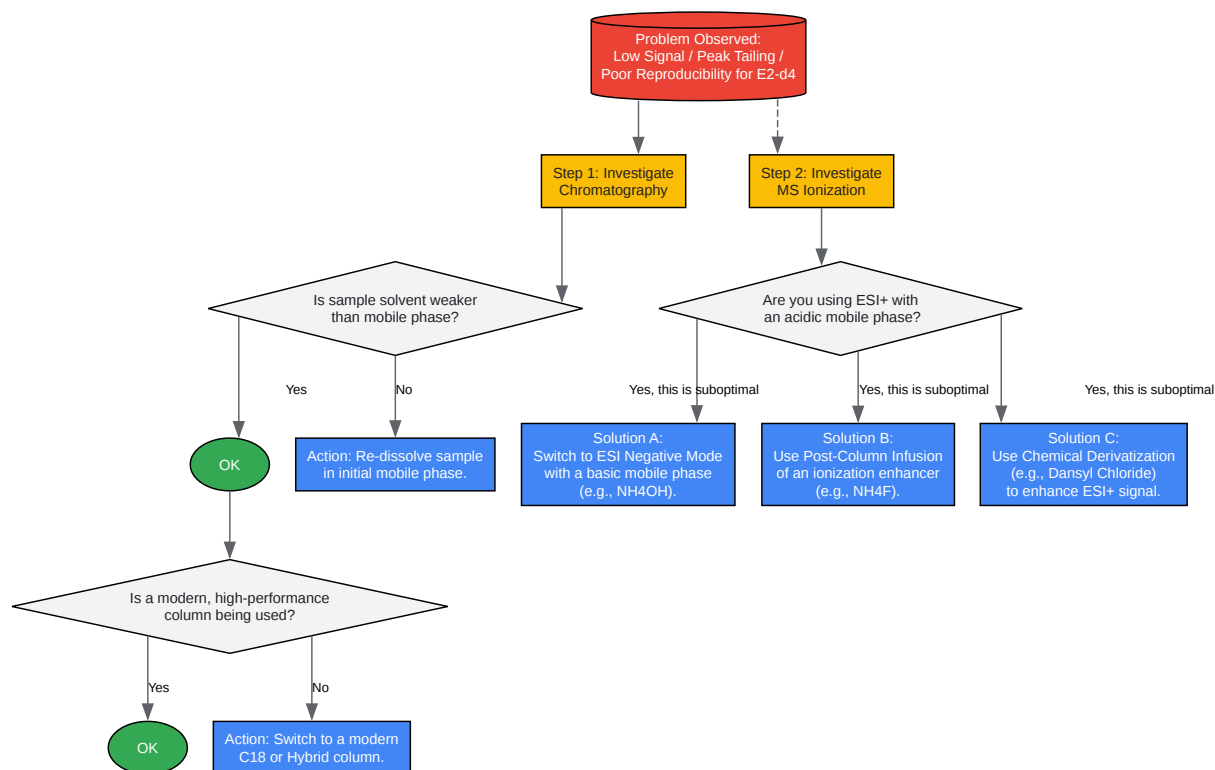 Problem Observed:
Low Signal / Peak Tailing /
Poor Reproducibility for E2-d4
Step 1: Investigate
Chromatography
Step 2: Investigate
MS Ionization
Is sample solvent weaker
than mobile phase?
Are you using ESI+ with
an acidic mobile phase?
Yes
No
Yes, this is suboptimal
Yes, this is suboptimal
Yes, this is suboptimal
OK
Action: Re-dissolve sample
in initial mobile phase.
Solution A:
Switch to ESI Negative Mode
with a basic mobile phase
(e.g., NH4OH).
Solution B:
Use Post-Column Infusion
of an ionization enhancer
(e.g., NH4F).
Solution C:
Use Chemical Derivatization
(e.g., Dansyl Chloride)
to enhance ESI+ signal.
Is a modern, high-performance
column being used?
Yes
No
OK
Action: Switch to a modern
C18 or Hybrid column.